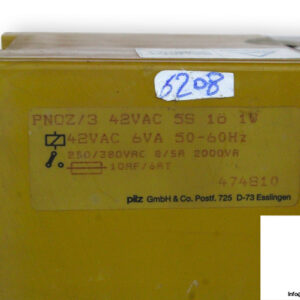 5208
PNOZ/3 42VAC 5S 1ö 1W
42VAC 6VA 50-60Hz
250/380VAC 8/5A 2000VA
10AF/6AT
474810
pilz GmbH & Co. Postf. 725 D-73 Esslingen